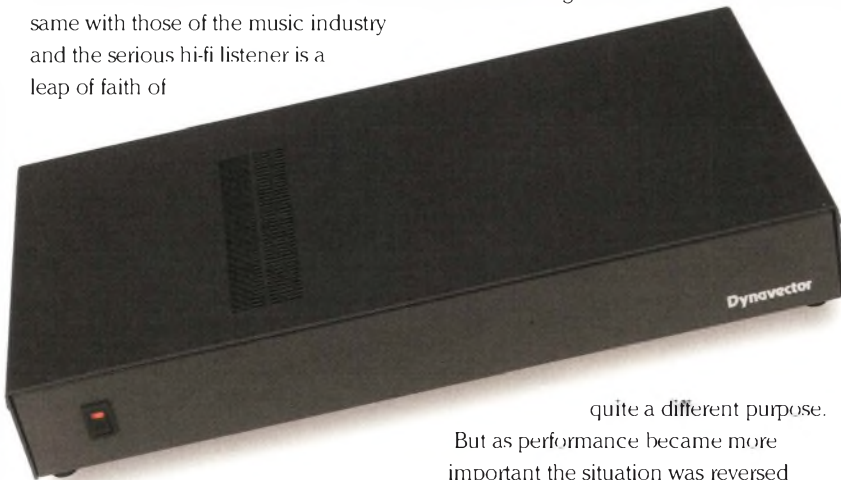 same with those of the music industry
and the serious hi-fi listener is a
leap of faith of
Dynavector
quite a different purpose.
But as performance became more
important the situation was reversed